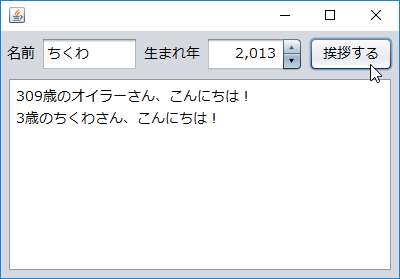 名前 ちくわ 生まれ年 2,013 挨拶する
309歳のオイラーさん、こんにちは！
3歳のちくわさん、こんにちは！